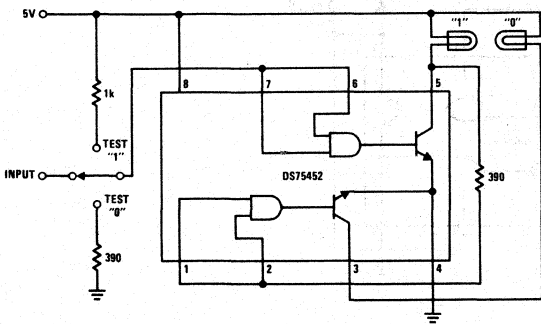 5V
"1" "0"
8 7 6 5
1k
TEST
"1"
INPUT
DS75452
390
TEST
"0"
390
1 2 3 4